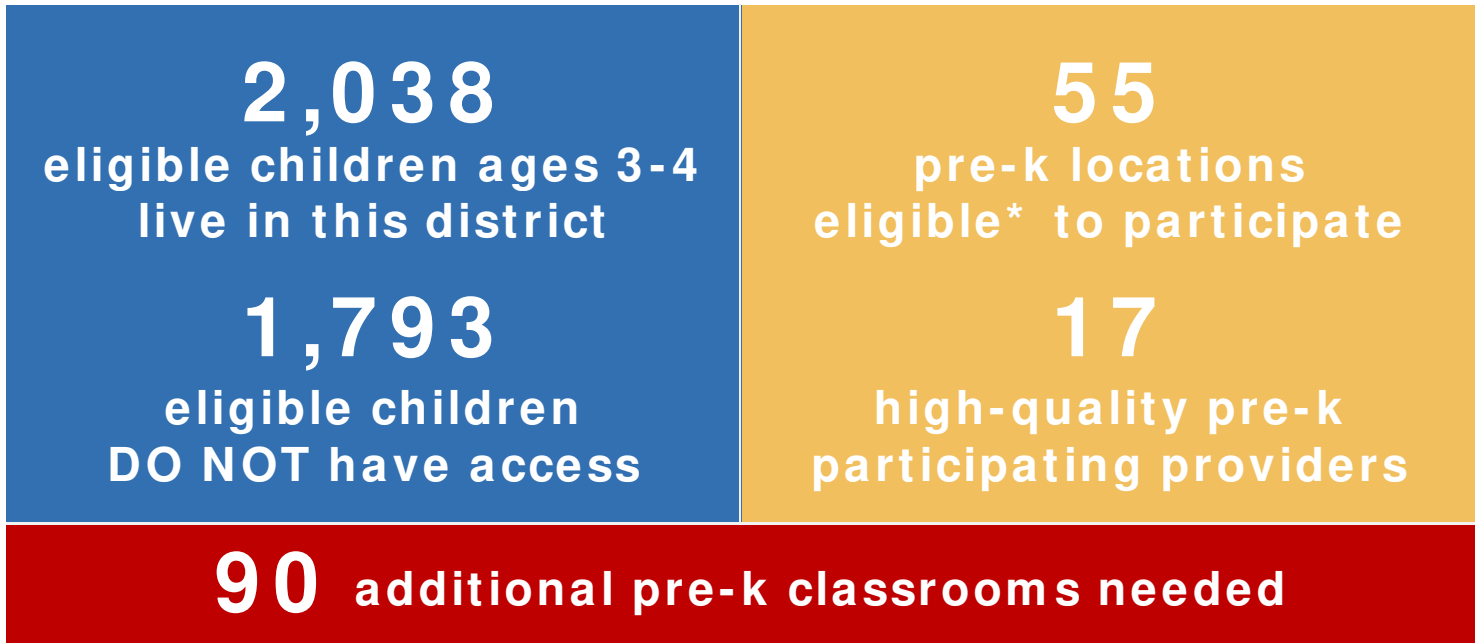 2,038
eligible children ages 3-4
live in this district
1,793
eligible children
DO NOT have access
55
pre-k locations
eligible* to participate
17
high-quality pre-k
participating providers
90 additional pre-k classrooms needed